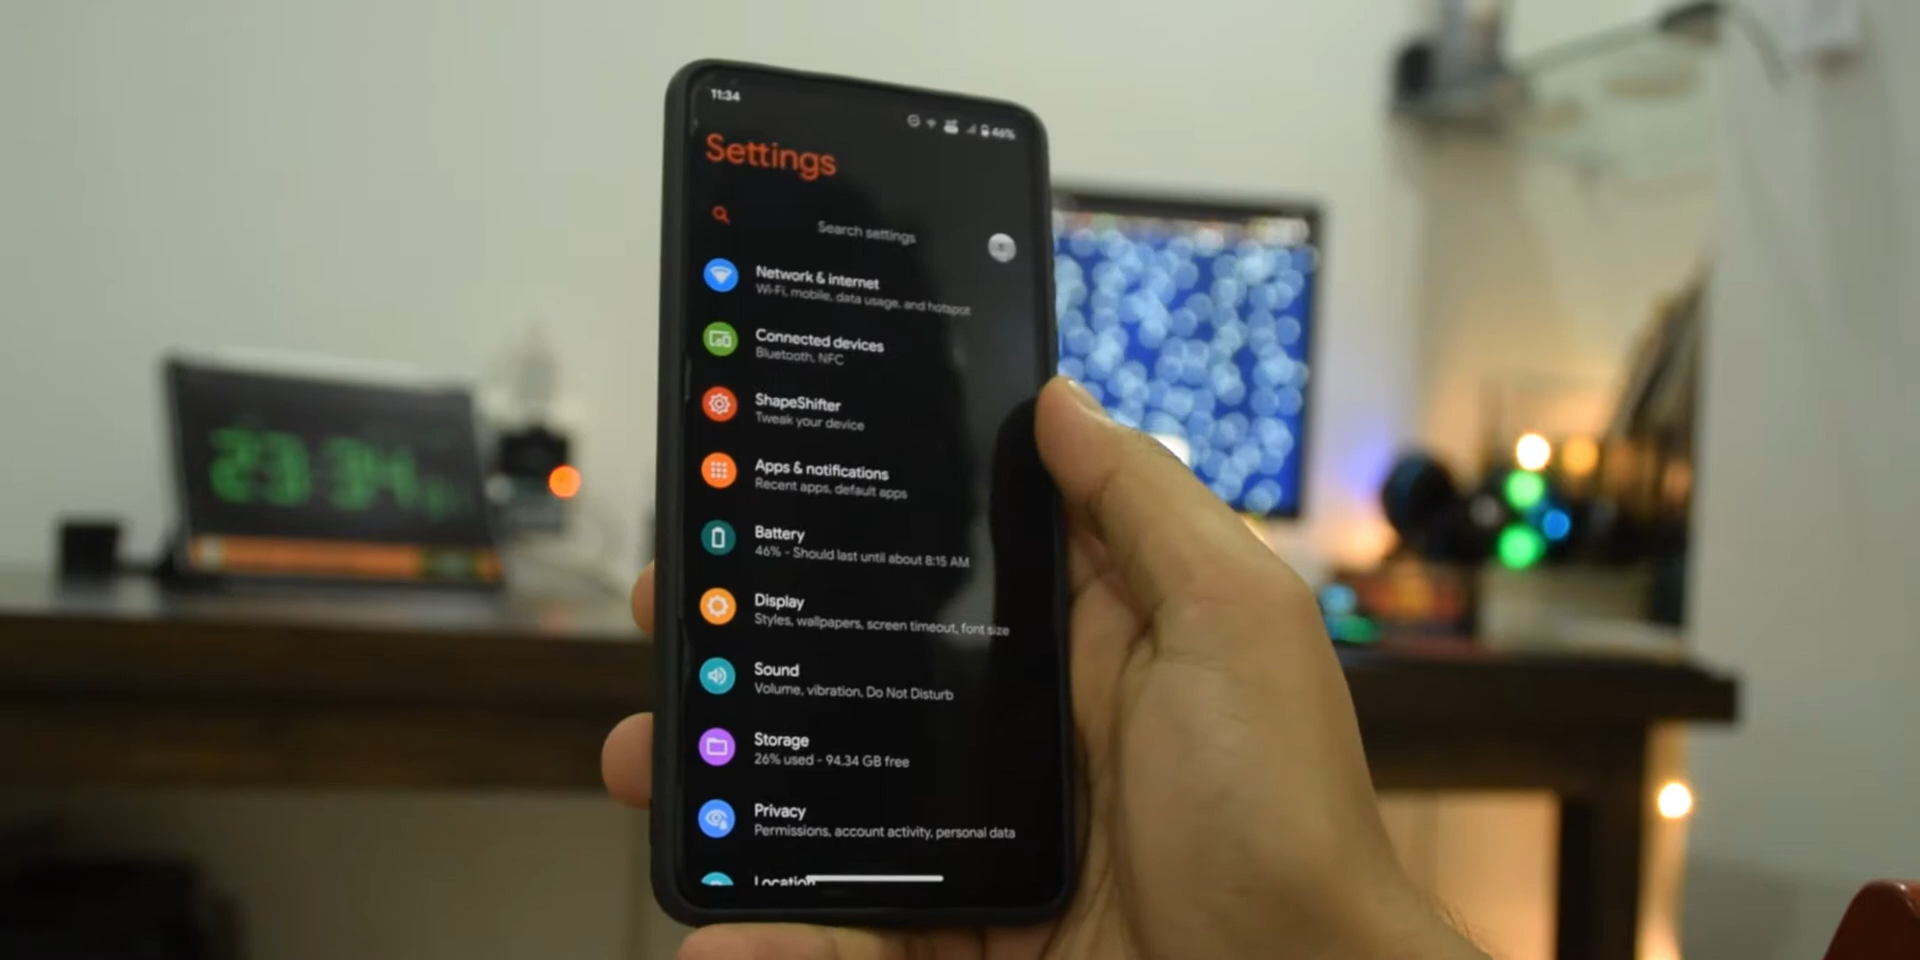 11:34
46%
Settings
Search settings
Network & internet
Wi-Fi, mobile, data usage, and hotspot
Connected devices
Bluetooth, NFC
ShapeShifter
Tweak your device
Apps & notifications
Recent apps, default apps
Battery
46% - Should last until about 8:15 AM
Display
Styles, wallpapers, screen timeout, font size
Sound
Volume, vibration, Do Not Disturb
Storage
26% used - 94.34 GB free
Privacy
Permissions, account activity, personal data
Location
23 34